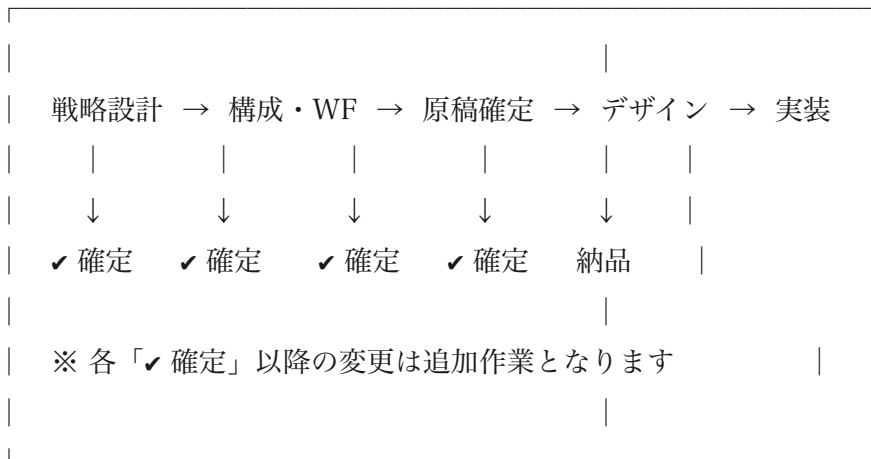 戦略設計 → 構成・WF → 原稿確定 → デザイン → 実装
↓ ↓ ↓ ↓ ↓
✔ 確定 ✔ 確定 ✔ 確定 ✔ 確定 納品
※ 各「✔ 確定」以降の変更は追加作業となります